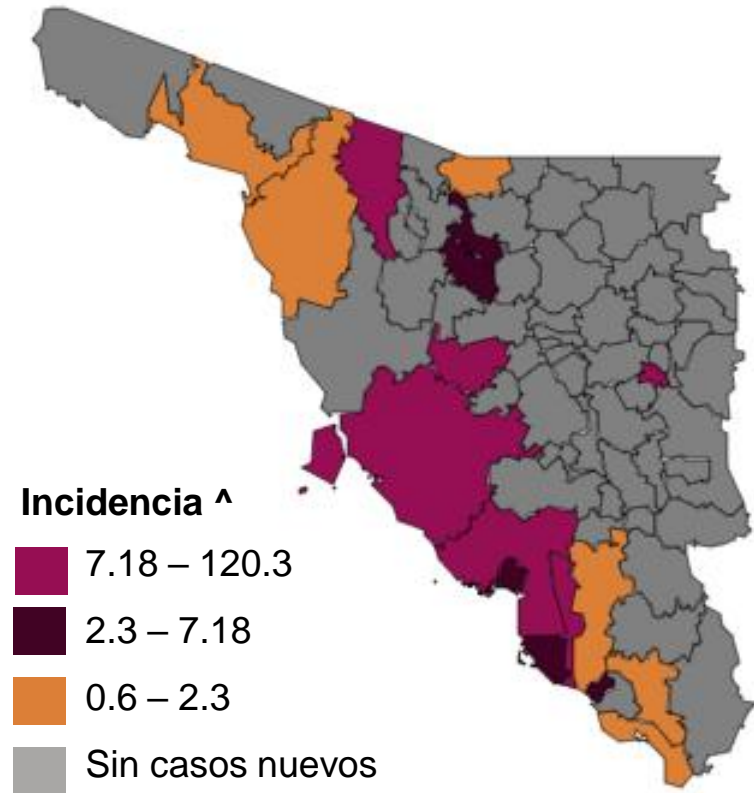 Incidencia ^
7.18 – 120.3
2.3 – 7.18
0.6 – 2.3
Sin casos nuevos